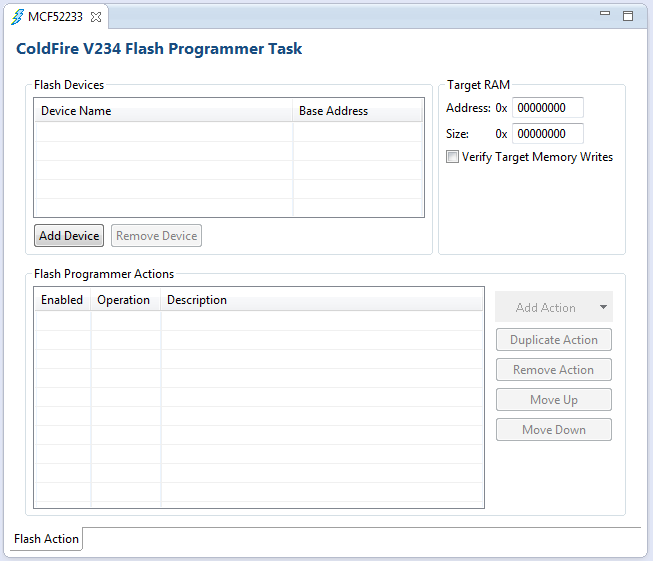 MCF52233
ColdFire V234 Flash Programmer Task
Flash Devices
Device Name Base Address
Add Device Remove Device
Target RAM
Address: 0x 00000000
Size: 0x 00000000
Verify Target Memory Writes
Flash Programmer Actions
Enabled Operation Description
Add Action
Duplicate Action
Remove Action
Move Up
Move Down
Flash Action